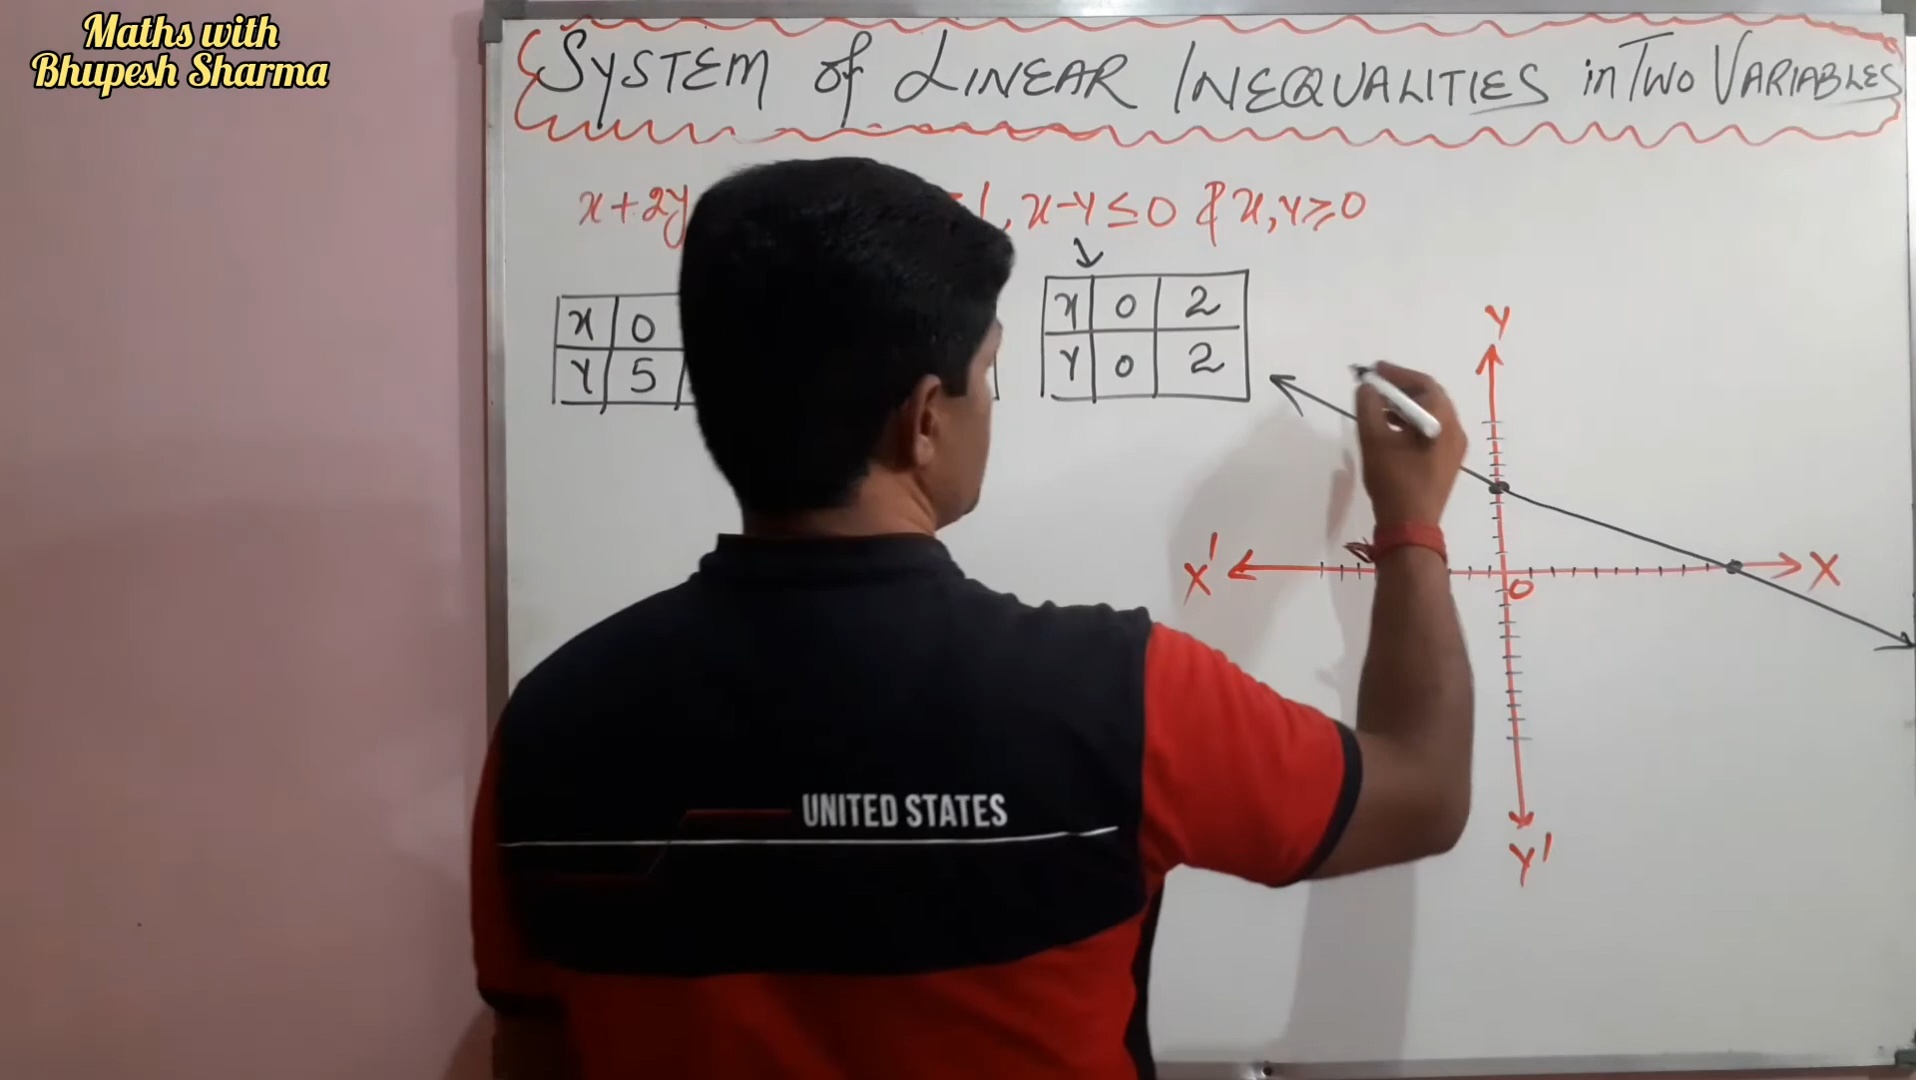 Maths with
Bhupesh Sharma
SYSTEM of LINEAR INEQUALITIES in TWO VARIABLES
x+2y 1, x-y≤0 & x,y≥0
x 0
y 5
x 0 2
y 0 2
Y
X' O X
Y'
UNITED STATES